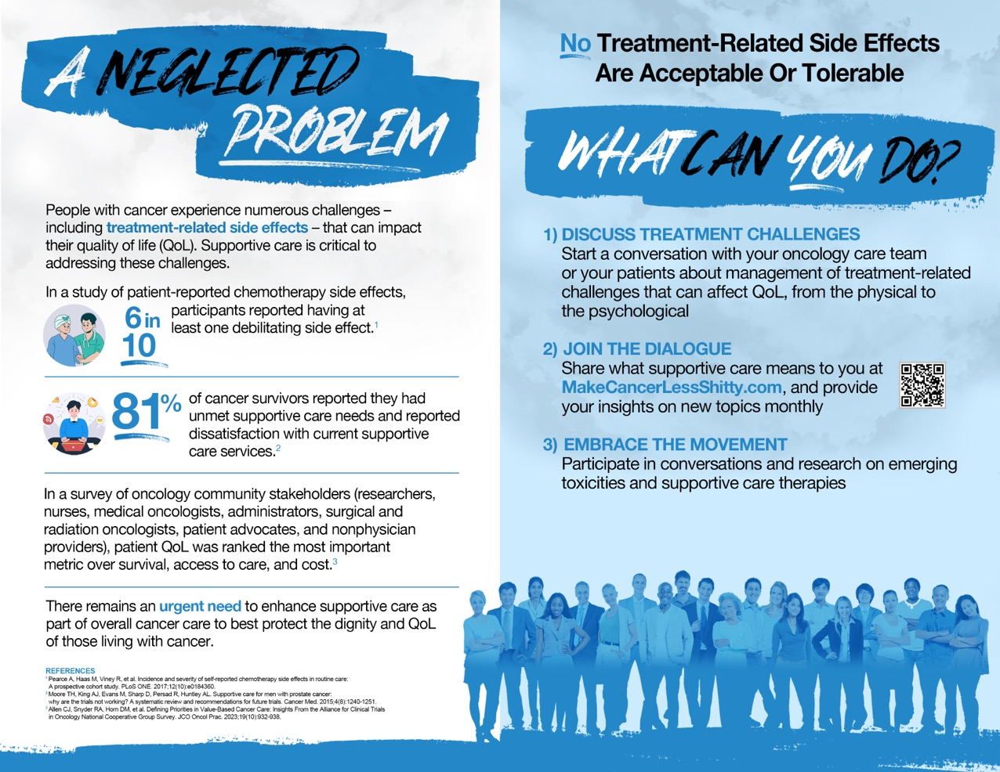 A NEGLECTED
PROBLEM
People with cancer experience numerous challenges –
including treatment-related side effects – that can impact
their quality of life (QoL). Supportive care is critical to
addressing these challenges.
In a study of patient-reported chemotherapy side effects,
6 in
10
participants reported having at
least one debilitating side effect.¹
81%
of cancer survivors reported they had
unmet supportive care needs and reported
dissatisfaction with current supportive
care services.²
In a survey of oncology community stakeholders (researchers,
nurses, medical oncologists, administrators, surgical and
radiation oncologists, patient advocates, and nonphysician
providers), patient QoL was ranked the most important
metric over survival, access to care, and cost.³
There remains an urgent need to enhance supportive care as
part of overall cancer care to best protect the dignity and QoL
of those living with cancer.
REFERENCES
¹ Pearce A, Haas M, Viney R, et al. Incidence and severity of self-reported chemotherapy side effects in routine care:
A prospective cohort study. PLoS ONE. 2017;12(10):e0184360.
² Moore TH, King AJ, Evans M, Sharp D, Persad R, Huntley AL. Supportive care for men with prostate cancer:
why are the trials not working? A systematic review and recommendations for future trials. Cancer Med. 2015;4(8):1240-1251.
³ Allen CJ, Snyder RA, Horn DM, et al. Defining Priorities in Value-Based Cancer Care: Insights From the Alliance for Clinical Trials
in Oncology National Cooperative Group Survey. JCO Oncol Prac. 2023;19(10):932-938.
No Treatment-Related Side Effects
Are Acceptable Or Tolerable
WHAT CAN YOU DO?
1) DISCUSS TREATMENT CHALLENGES
Start a conversation with your oncology care team
or your patients about management of treatment-related
challenges that can affect QoL, from the physical to
the psychological
2) JOIN THE DIALOGUE
Share what supportive care means to you at
MakeCancerLessShitty.com, and provide
your insights on new topics monthly
3) EMBRACE THE MOVEMENT
Participate in conversations and research on emerging
toxicities and supportive care therapies